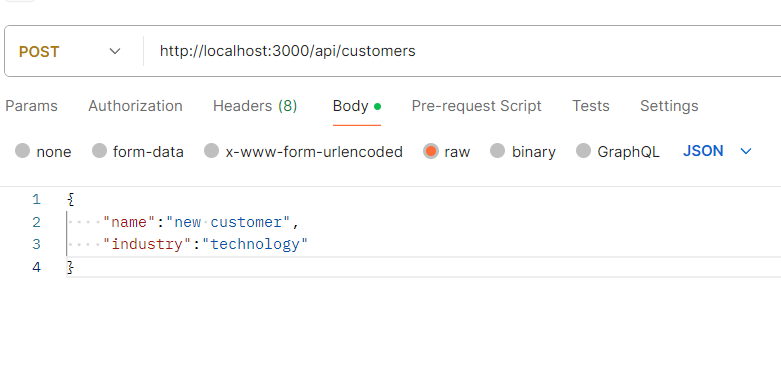 POST http://localhost:3000/api/customers
Params Authorization Headers (8) Body Pre-request Script Tests Settings
none form-data x-www-form-urlencoded raw binary GraphQL JSON
1 {
2 "name":"new customer",
3 "industry":"technology"
4 }